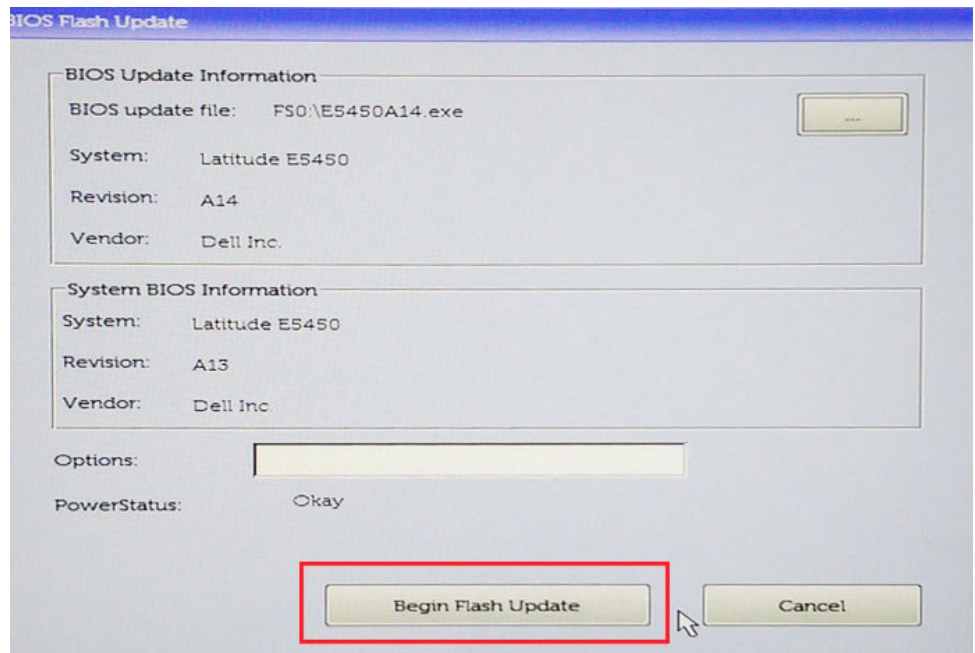 BIOS Flash Update
BIOS Update Information
BIOS update file: FS0:\E5450A14.exe
...
System: Latitude E5450
Revision: A14
Vendor: Dell Inc.
System BIOS Information
System: Latitude E5450
Revision: A13
Vendor: Dell Inc.
Options:
PowerStatus: Okay
Begin Flash Update
Cancel